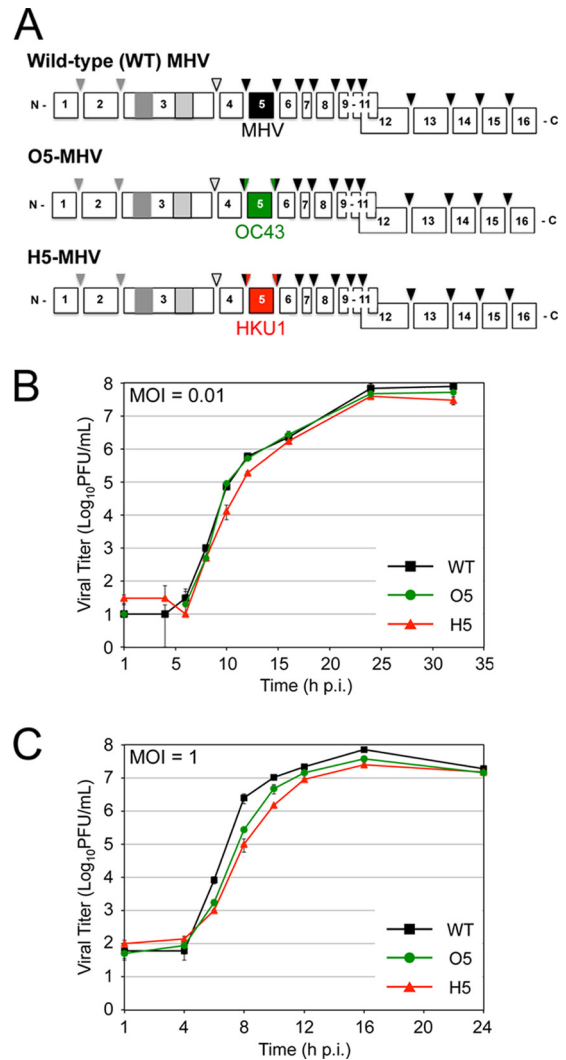 A
Wild-type (WT) MHV
N - 1 2 3 4 5 6 7 8 9 - 11 12 13 14 15 16 - C
MHV
O5-MHV
N - 1 2 3 4 5 6 7 8 9 - 11 12 13 14 15 16 - C
OC43
H5-MHV
N - 1 2 3 4 5 6 7 8 9 - 11 12 13 14 15 16 - C
HKU1
B
MOI = 0.01
Viral Titer (Log10PFU/mL)
8
7
6
5
4
3
2
1
0
WT
O5
H5
1 5 10 15 20 25 30 35
Time (h p.i.)
C
MOI = 1
Viral Titer (Log10PFU/mL)
8
7
6
5
4
3
2
1
0
WT
O5
H5
1 4 8 12 16 20 24
Time (h p.i.)